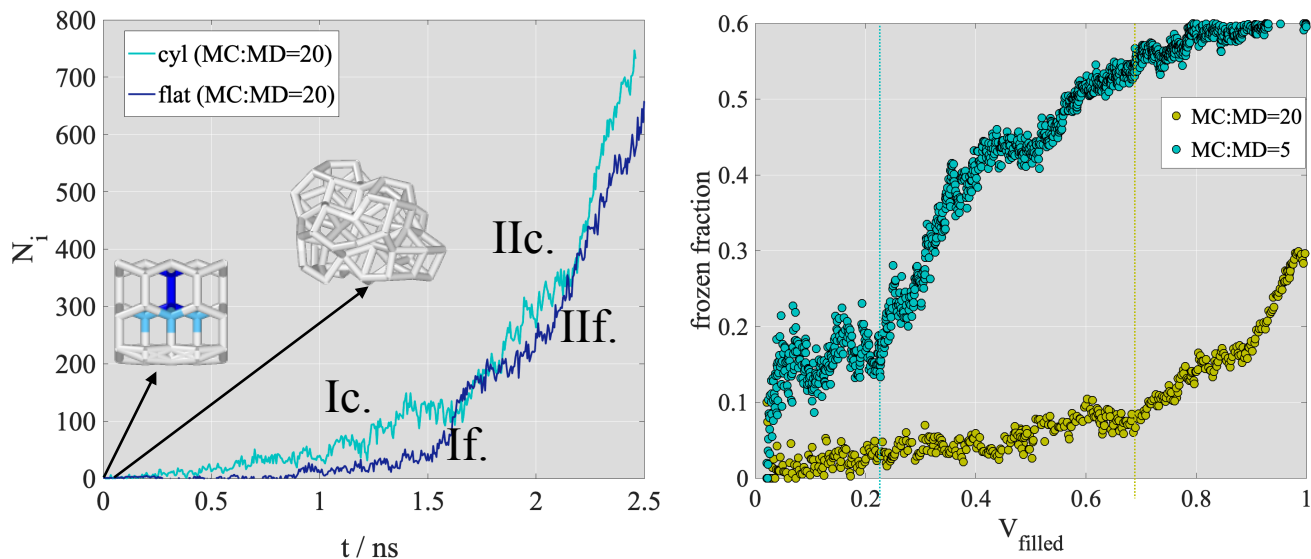 800
700
600
500
400
300
200
100
0
N_i
cyl (MC:MD=20)
flat (MC:MD=20)
Ic.
If.
IIc.
IIf.
0
0.5
1
1.5
2
2.5
t / ns
0.6
0.5
0.4
0.3
0.2
0.1
0
frozen fraction
MC:MD=20
MC:MD=5
0
0.2
0.4
0.6
0.8
1
V_filled